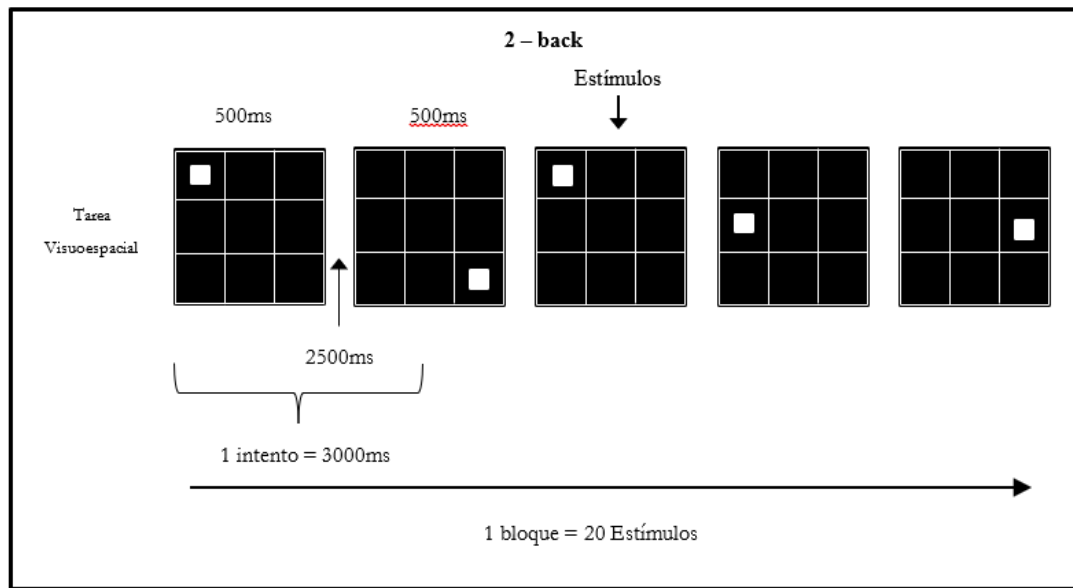 2 – back
Estímulos
500ms
500ms
Tarea
Visuoespacial
2500ms
1 intento = 3000ms
1 bloque = 20 Estímulos